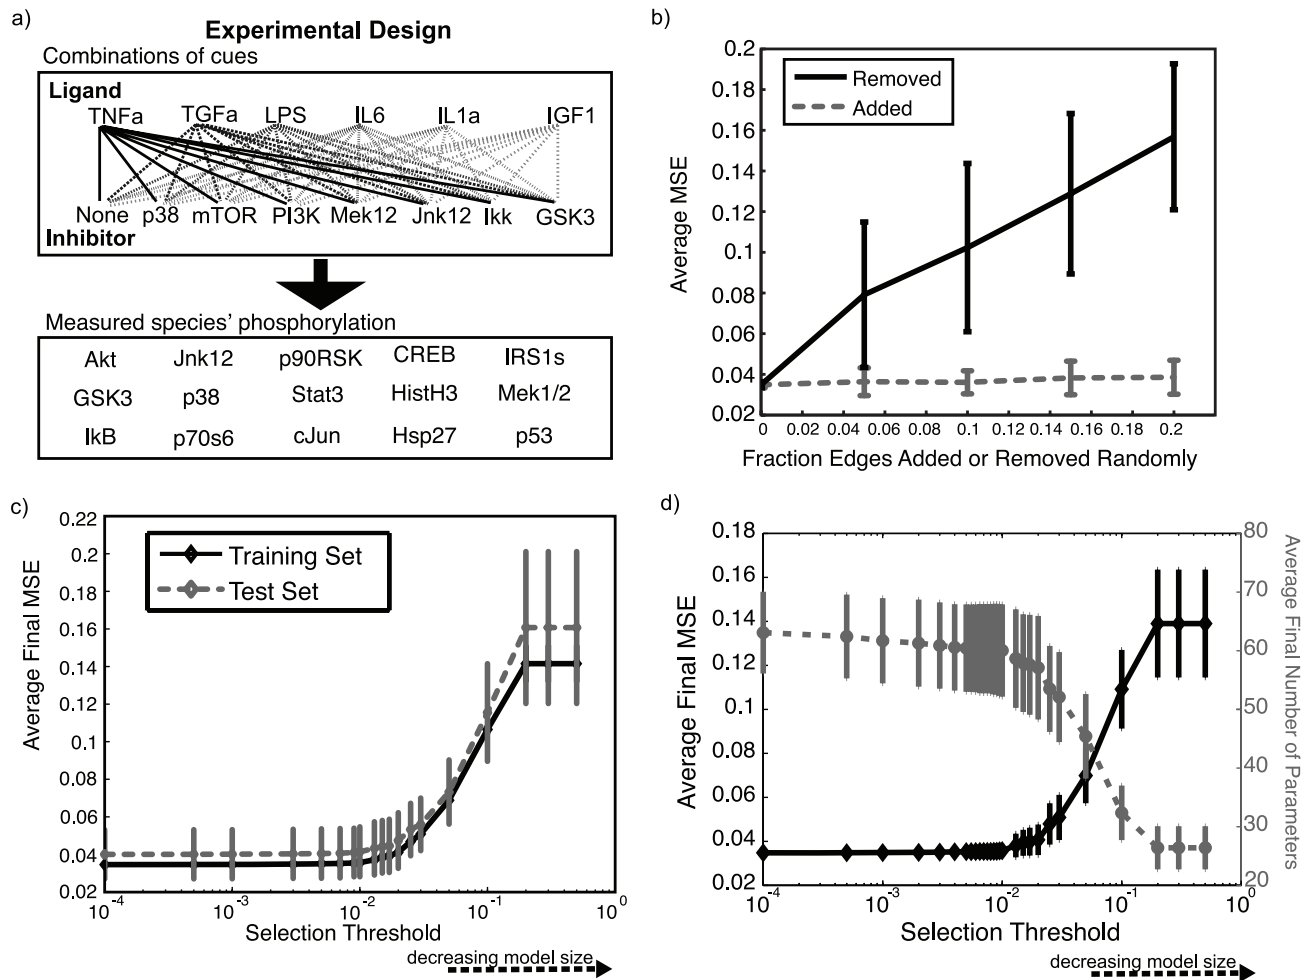 a)
Experimental Design
Combinations of cues
Ligand
TNFa TGFa LPS IL6 IL1a IGF1
None p38 mTOR PI3K Mek12 Jnk12 Ikk GSK3
Inhibitor
Measured species' phosphorylation
Akt Jnk12 p90RSK CREB IRS1s
GSK3 p38 Stat3 HistH3 Mek1/2
IkB p70s6 cJun Hsp27 p53
b)
0.2
0.18
0.16
0.14
0.12
0.1
0.08
0.06
0.04
0.02
Average MSE
Removed
Added
0 0.02 0.04 0.06 0.08 0.1 0.12 0.14 0.16 0.18 0.2
Fraction Edges Added or Removed Randomly
c)
0.22
0.2
0.18
0.16
0.14
0.12
0.1
0.08
0.06
0.04
0.02
Average Final MSE
Training Set
Test Set
10^-4 10^-3 10^-2 10^-1 10^0
Selection Threshold
decreasing model size
d)
0.18
0.16
0.14
0.12
0.1
0.08
0.06
0.04
0.02
Average Final MSE
80
70
60
50
40
30
20
Average Final Number of Parameters
10^-4 10^-3 10^-2 10^-1 10^0
Selection Threshold
decreasing model size